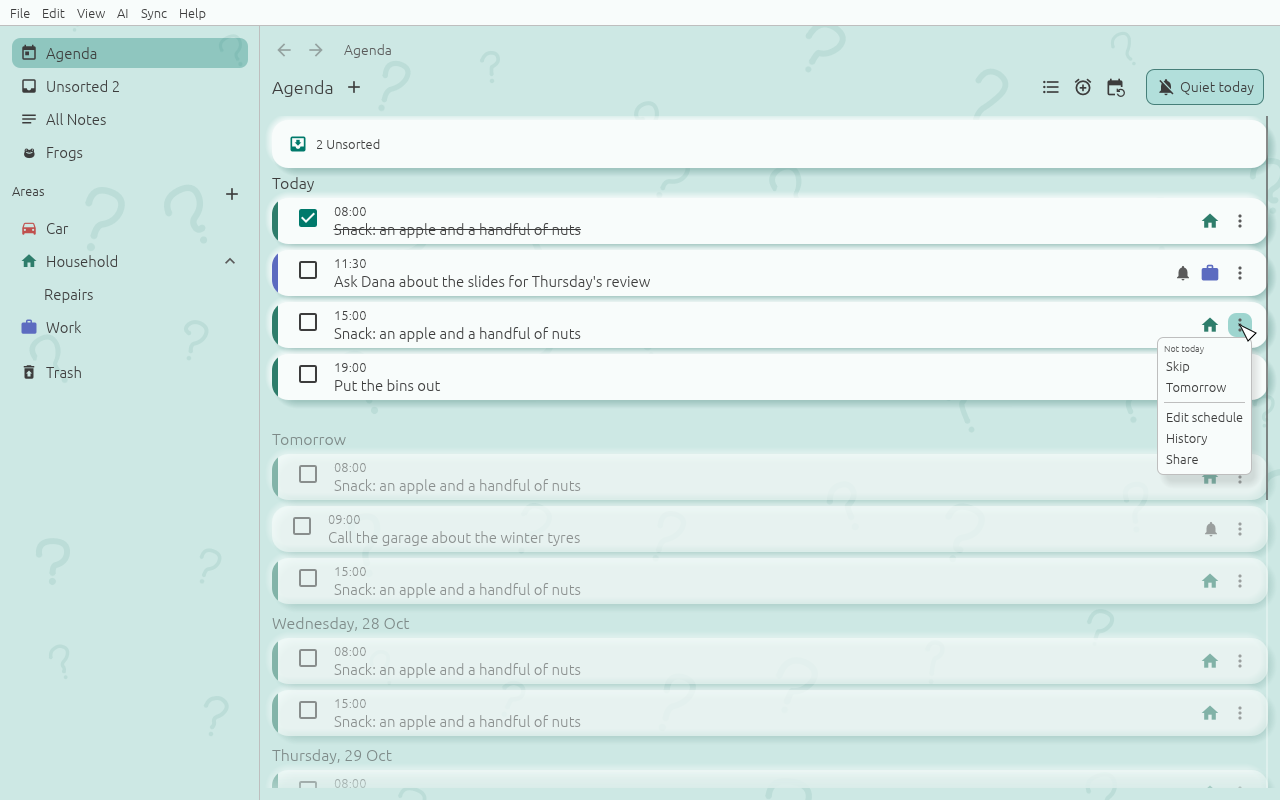 File Edit View AI Sync Help
Agenda
Unsorted 2
All Notes
Frogs
Areas
Car
Household
Repairs
Work
Trash
Agenda
Agenda
Quiet today
2 Unsorted
Today
08:00
Snack: an apple and a handful of nuts
11:30
Ask Dana about the slides for Thursday's review
15:00
Snack: an apple and a handful of nuts
19:00
Put the bins out
Not today
Skip
Tomorrow
Edit schedule
History
Share
Tomorrow
08:00
Snack: an apple and a handful of nuts
09:00
Call the garage about the winter tyres
15:00
Snack: an apple and a handful of nuts
Wednesday, 28 Oct
08:00
Snack: an apple and a handful of nuts
15:00
Snack: an apple and a handful of nuts
Thursday, 29 Oct
08:00